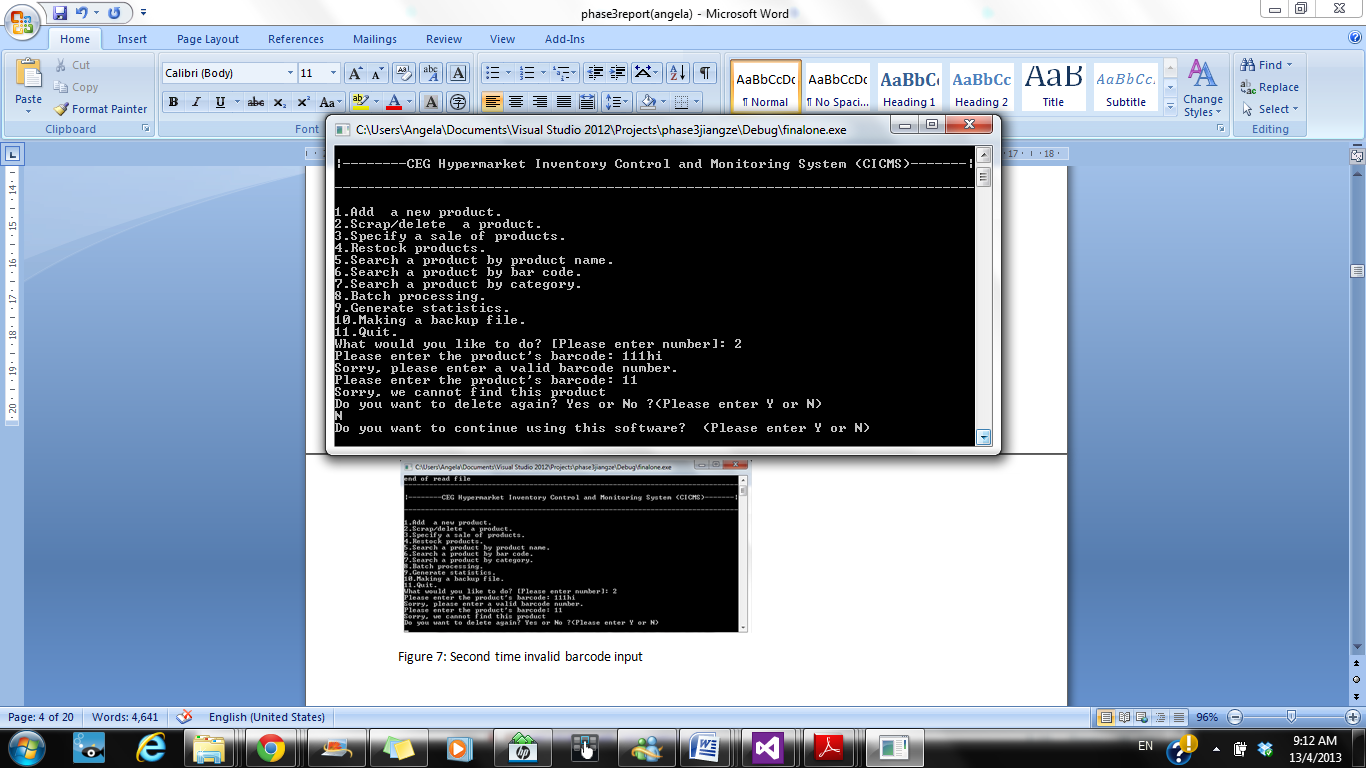 phase3report(angela) - Microsoft Word
Home Insert Page Layout References Mailings Review View Add-Ins
Paste
Cut
Copy
Format Painter
Clipboard
Calibri (Body) 11
Font
AaBbCcDc AaBbCcDc AaBbC AaBbCc AaB AaBbCc.
¶ Normal ¶ No Spaci... Heading 1 Heading 2 Title Subtitle
Change Styles
Find
Replace
Select
Editing
C:\Users\Angela\Documents\Visual Studio 2012\Projects\phase3jiangze\Debug\finalone.exe
|--------CEG Hypermarket Inventory Control and Monitoring System (CICMS)-------|
1.Add  a new product.
2.Scrap/delete  a product.
3.Specify a sale of products.
4.Restock products.
5.Search a product by product name.
6.Search a product by bar code.
7.Search a product by category.
8.Batch processing.
9.Generate statistics.
10.Making a backup file.
11.Quit.
What would you like to do? [Please enter number]: 2
Please enter the product's barcode: 111hi
Sorry, please enter a valid barcode number.
Please enter the product's barcode: 11
Sorry, we cannot find this product
Do you want to delete again? Yes or No ?(Please enter Y or N)
N
Do you want to continue using this software?  (Please enter Y or N)
C:\Users\Angela\Documents\Visual Studio 2012\Projects\phase3jiangze\Debug\finalone.exe
end of read file
|--------CEG Hypermarket Inventory Control and Monitoring System (CICMS)-------|
1.Add  a new product.
2.Scrap/delete  a product.
3.Specify a sale of products.
4.Restock products.
5.Search a product by product name.
6.Search a product by bar code.
7.Search a product by category.
8.Batch processing.
9.Generate statistics.
10.Making a backup file.
11.Quit.
What would you like to do? [Please enter number]: 2
Please enter the product's barcode: 111hi
Sorry, please enter a valid barcode number.
Please enter the product's barcode: 11
Sorry, we cannot find this product
Do you want to delete again? Yes or No ?(Please enter Y or N)
Figure 7: Second time invalid barcode input
Page: 4 of 20 Words: 4,641 English (United States) 96%
EN
9:12 AM
13/4/2013